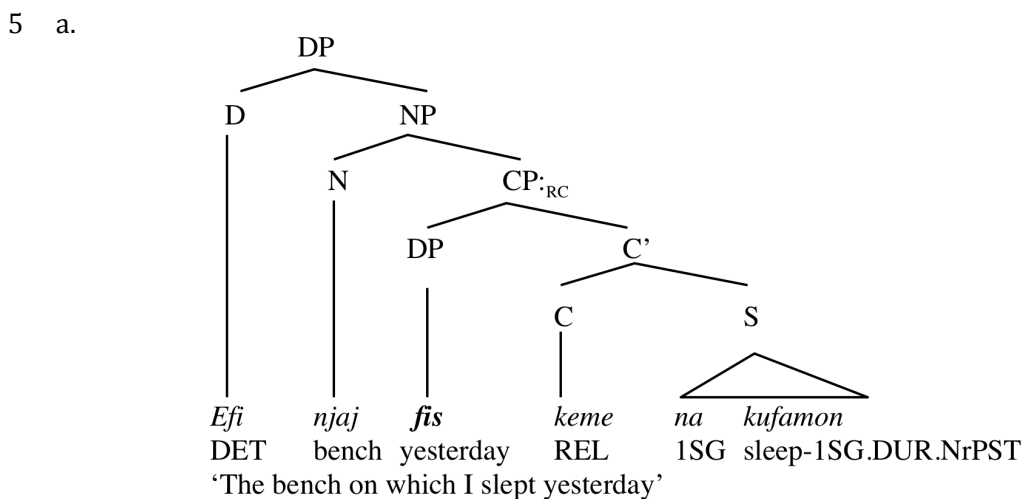 5 a.
DP
D NP
N CP:RC
DP C’
C S
Efi njaj fis keme na kufamon
DET bench yesterday REL 1SG sleep-1SG.DUR.NrPST
‘The bench on which I slept yesterday’